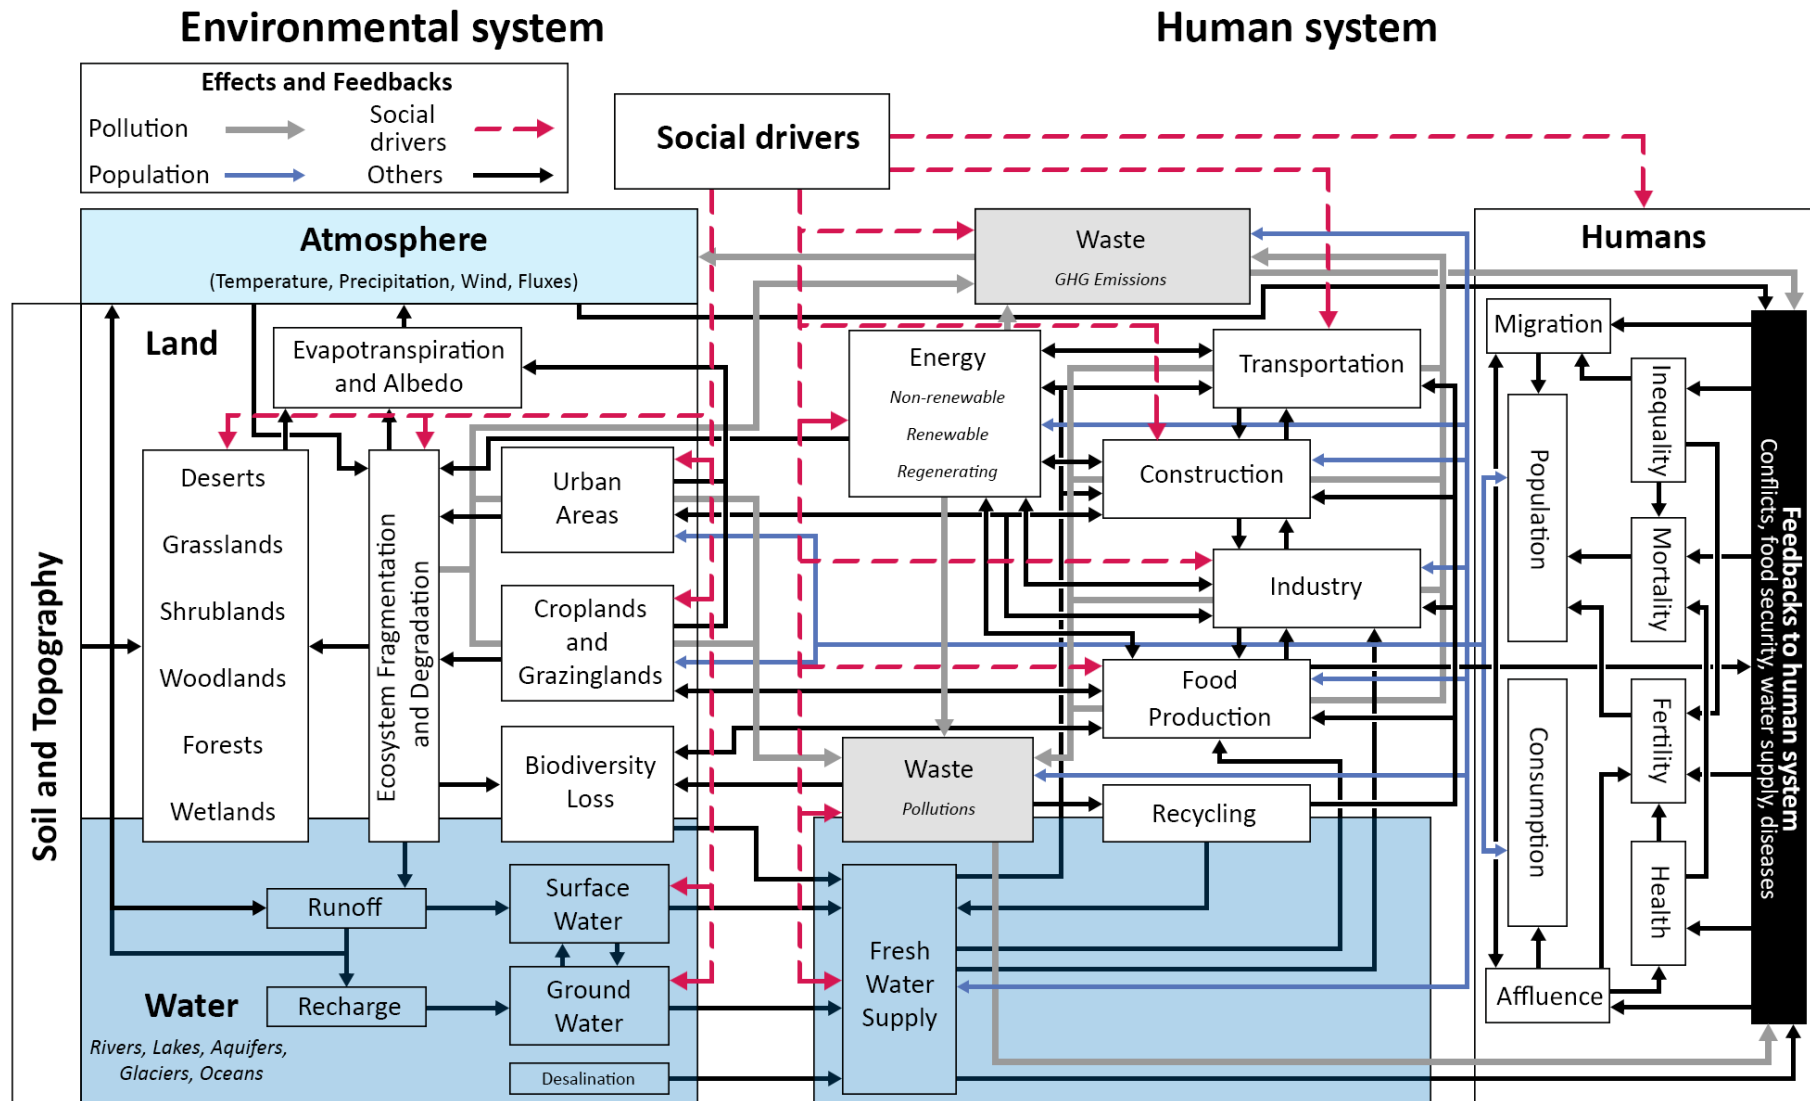 Environmental system
Human system
Effects and Feedbacks
Pollution
Social
drivers
Population
Others
Social drivers
Atmosphere
(Temperature, Precipitation, Wind, Fluxes)
Waste
GHG Emissions
Humans
Land
Evapotranspiration
and Albedo
Energy
Non-renewable
Renewable
Regenerating
Transportation
Migration
Inequality
Deserts
Grasslands
Shrublands
Woodlands
Forests
Wetlands
Ecosystem Fragmentation
and Degradation
Urban
Areas
Construction
Population
Mortality
Industry
Croplands
and
Grazinglands
Food
Production
Fertility
Consumption
Biodiversity
Loss
Waste
Pollutions
Recycling
Health
Soil and Topography
Feedbacks to human system
Conflicts, food security, water supply, diseases
Runoff
Surface
Water
Fresh
Water
Supply
Affluence
Water
Rivers, Lakes, Aquifers,
Glaciers, Oceans
Recharge
Ground
Water
Desalination